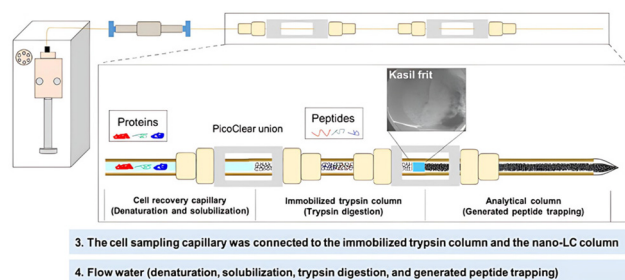 Kasil frit
Proteins
Peptides
PicoClear union
Cell recovery capillary
(Denaturation and solubilization)
Immobilized trypsin column
(Trypsin digestion)
Analytical column
(Generated peptide trapping)
3. The cell sampling capillary was connected to the immobilized trypsin column and the nano-LC column
4. Flow water (denaturation, solubilization, trypsin digestion, and generated peptide trapping)